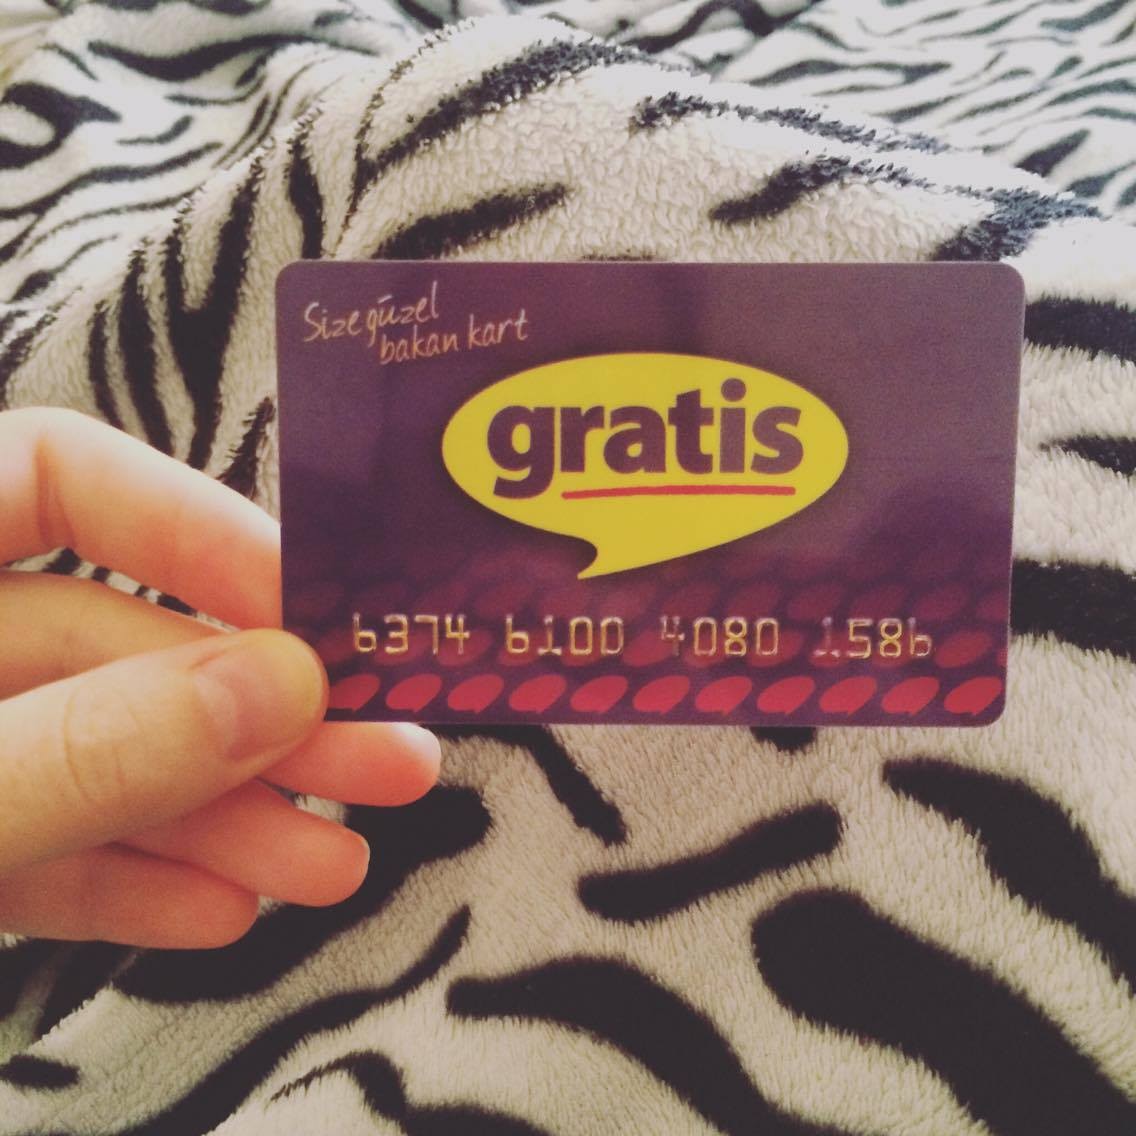 Size güzel
bakan kart
gratis
6374 6100 4080 1586